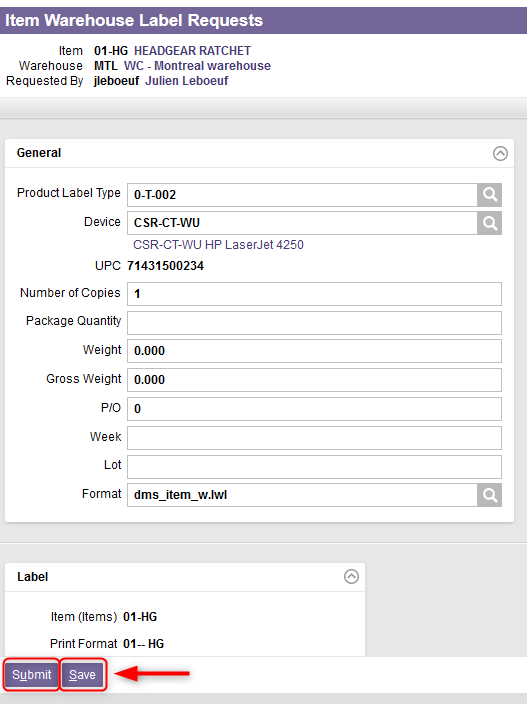 Item Warehouse Label Requests
Item 01-HG HEADGEAR RATCHET
Warehouse MTL WC - Montreal warehouse
Requested By jleboeuf Julien Leboeuf
General
Product Label Type 0-T-002
Device CSR-CT-WU
CSR-CT-WU HP LaserJet 4250
UPC 71431500234
Number of Copies 1
Package Quantity
Weight 0.000
Gross Weight 0.000
P/O 0
Week
Lot
Format dms_item_w.lwl
Label
Item (Items) 01-HG
Print Format 01-- HG
Submit Save